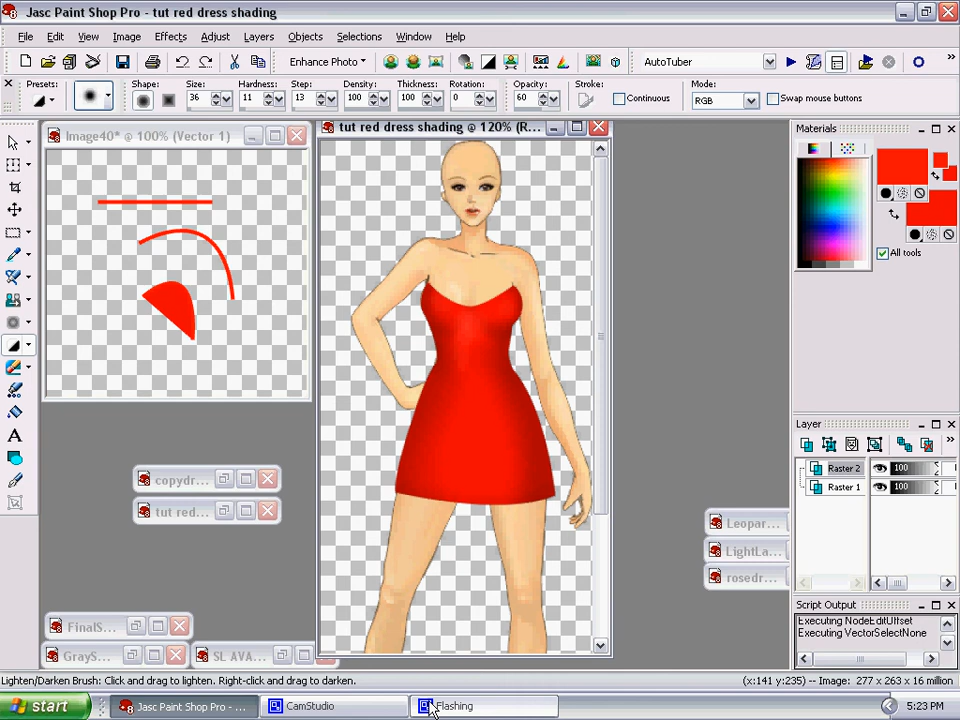 Jasc Paint Shop Pro - tut red dress shading
File Edit View Image Effects Adjust Layers Objects Selections Window Help
Enhance Photo
AutoTuber
Presets: Shape: Size: Hardness: Step: Density: Thickness: Rotation: Opacity: Stroke: Mode:
36 11 13 100 100 0 60 Continuous RGB Swap mouse buttons
Image40* @ 100% (Vector 1)
tut red dress shading @ 120% (R...
Materials
All tools
copydr...
tut red...
Leopar...
LightLa...
rosedr...
FinalS...
GrayS...
SL AVA...
Layer
Raster 2 100
Raster 1 100
Script Output
Executing NodeEditOffset
Executing VectorSelectNone
Lighten/Darken Brush: Click and drag to lighten. Right-click and drag to darken.
(x:141 y:235) -- Image: 277 x 263 x 16 million
start
Jasc Paint Shop Pro - ...
CamStudio
Flashing
5:23 PM